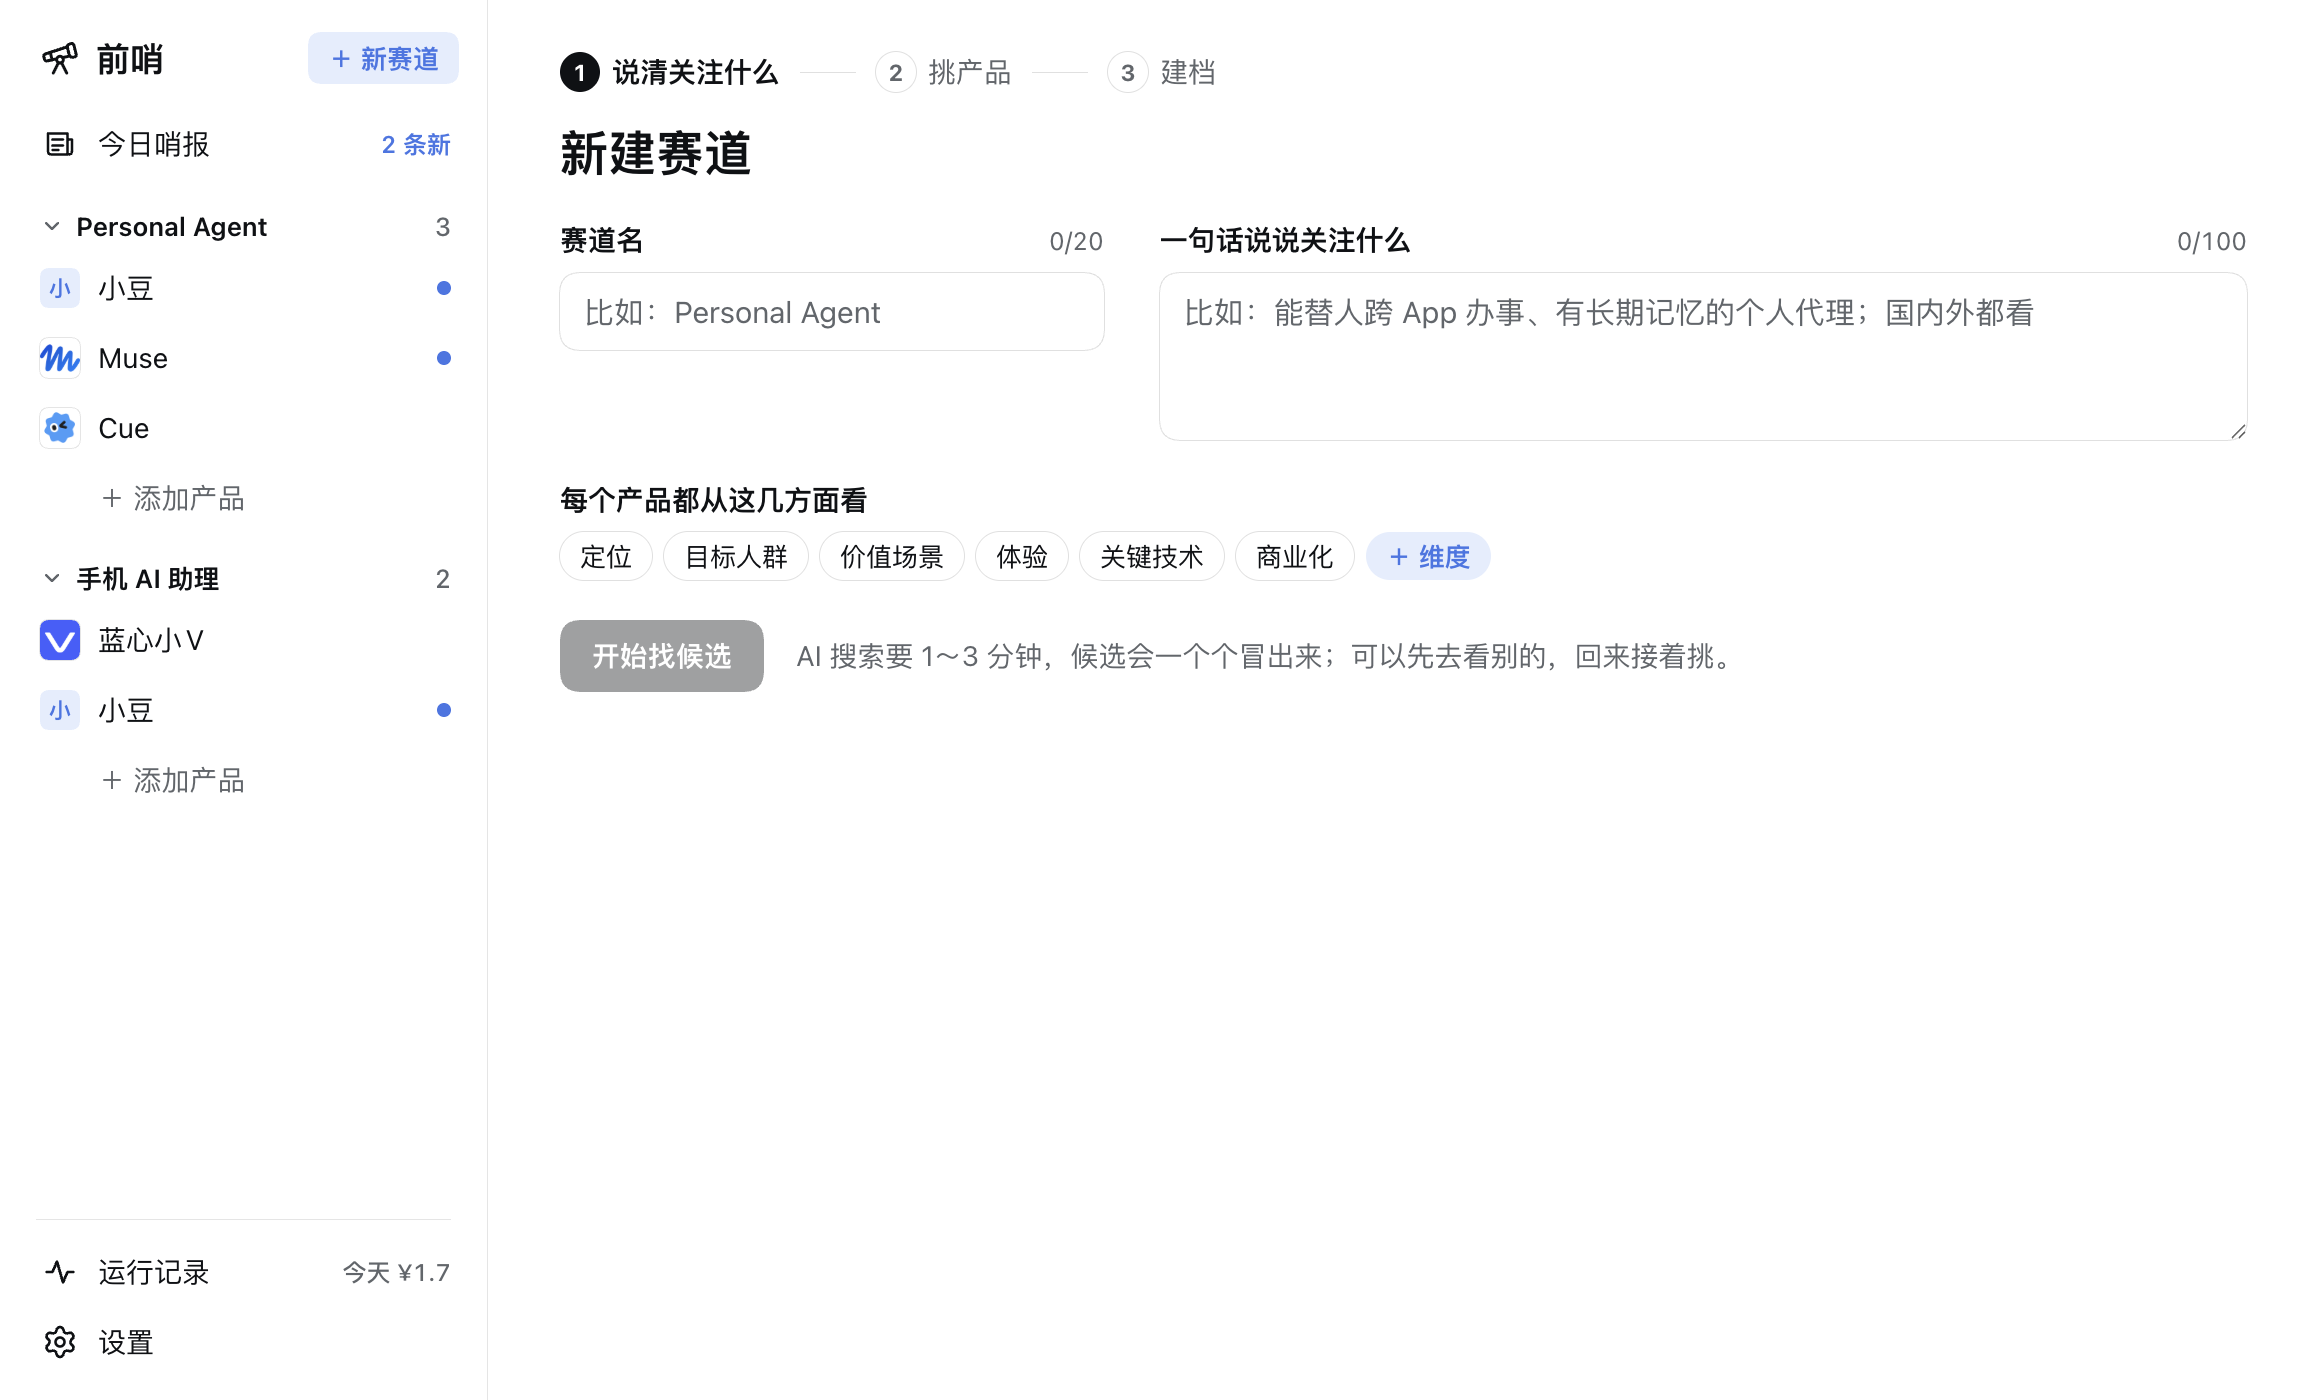 前哨
+ 新赛道
今日哨报
2 条新
Personal Agent
3
小
小豆
Muse
Cue
+ 添加产品
手机 AI 助理
2
蓝心小V
小
小豆
+ 添加产品
运行记录
今天 ¥1.7
设置
1 说清关注什么
2 挑产品
3 建档
新建赛道
赛道名
0/20
比如：Personal Agent
一句话说说关注什么
0/100
比如：能替人跨 App 办事、有长期记忆的个人代理；国内外都看
每个产品都从这几方面看
定位
目标人群
价值场景
体验
关键技术
商业化
+ 维度
开始找候选
AI 搜索要 1～3 分钟，候选会一个个冒出来；可以先去看别的，回来接着挑。